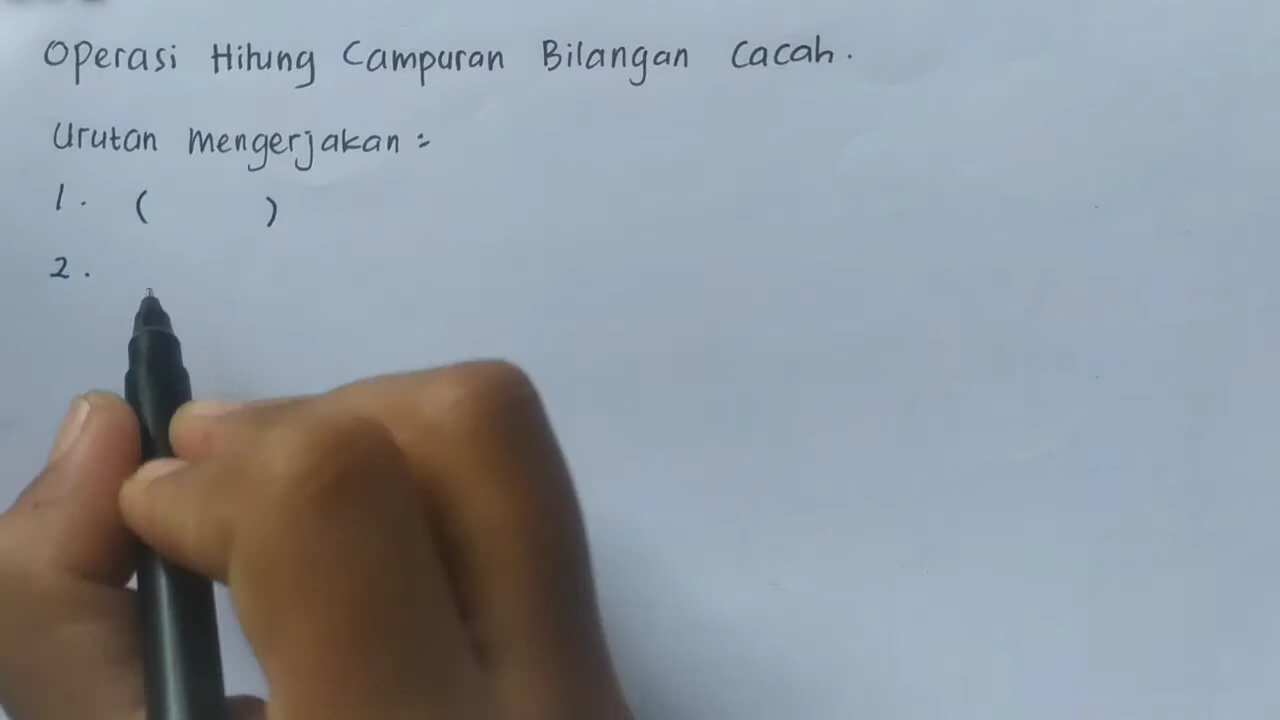 Operasi Hitung Campuran Bilangan Cacah.
Urutan mengerjakan :
1. ( )
2.